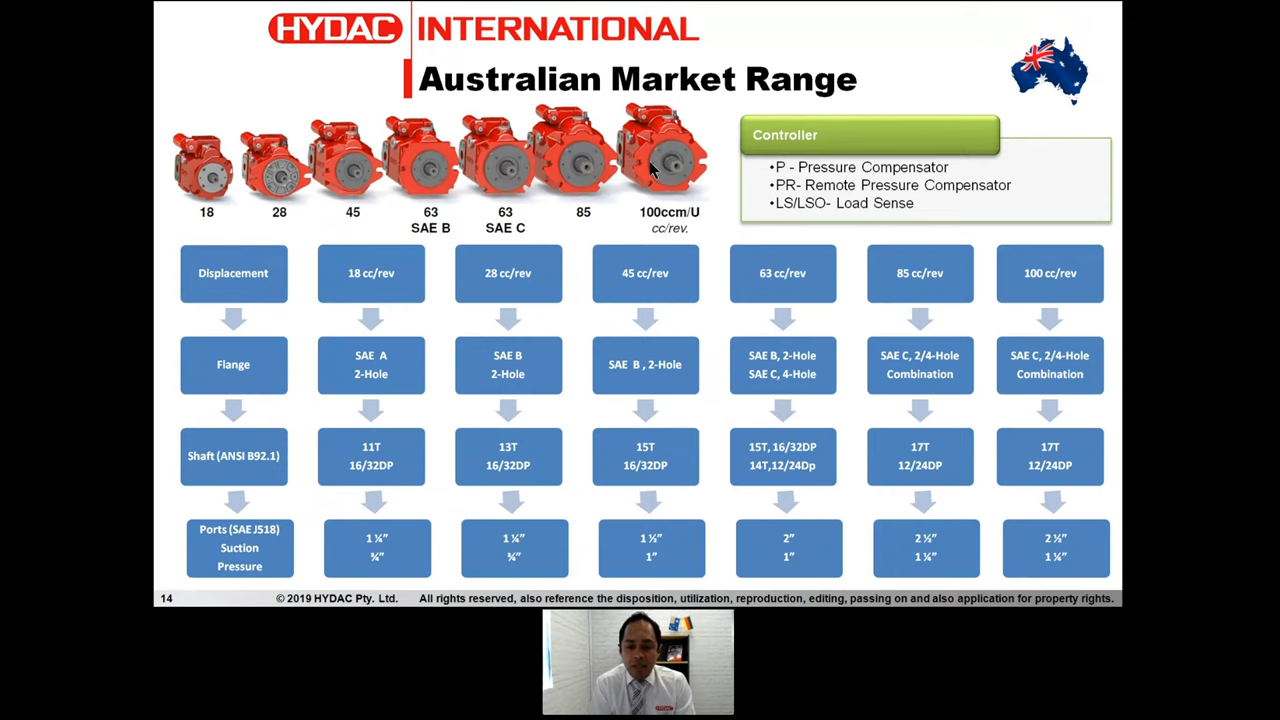 HYDAC INTERNATIONAL
Australian Market Range
18
28
45
63
SAE B
63
SAE C
85
100ccm/U
cc/rev.
Controller
•P - Pressure Compensator
•PR- Remote Pressure Compensator
•LS/LSO- Load Sense
Displacement
18 cc/rev
28 cc/rev
45 cc/rev
63 cc/rev
85 cc/rev
100 cc/rev
Flange
SAE A
2-Hole
SAE B
2-Hole
SAE B , 2-Hole
SAE B, 2-Hole
SAE C, 4-Hole
SAE C, 2/4-Hole
Combination
SAE C, 2/4-Hole
Combination
Shaft (ANSI B92.1)
11T
16/32DP
13T
16/32DP
15T
16/32DP
15T, 16/32DP
14T,12/24Dp
17T
12/24DP
17T
12/24DP
Ports (SAE J518)
Suction
Pressure
1 ¼”
¾”
1 ¼”
¾”
1 ½”
1”
2”
1”
2 ½”
1 ¼”
2 ½”
1 ¼”
14
© 2019 HYDAC Pty. Ltd.
All rights reserved, also reference the disposition, utilization, reproduction, editing, passing on and also application for property rights.
HYDAC